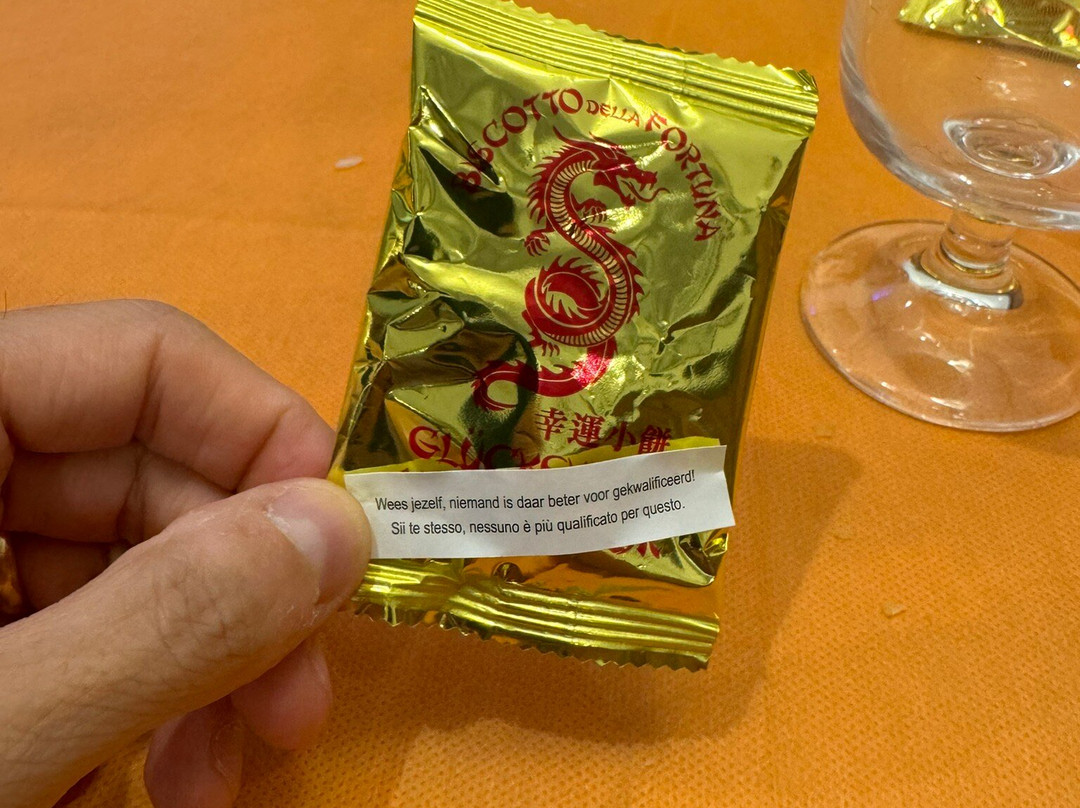 BISCOTTO DELLA FORTUNA
幸運小餅
Wees jezelf, niemand is daar beter voor gekwalificeerd!
Sii te stesso, nessuno è più qualificato per questo.